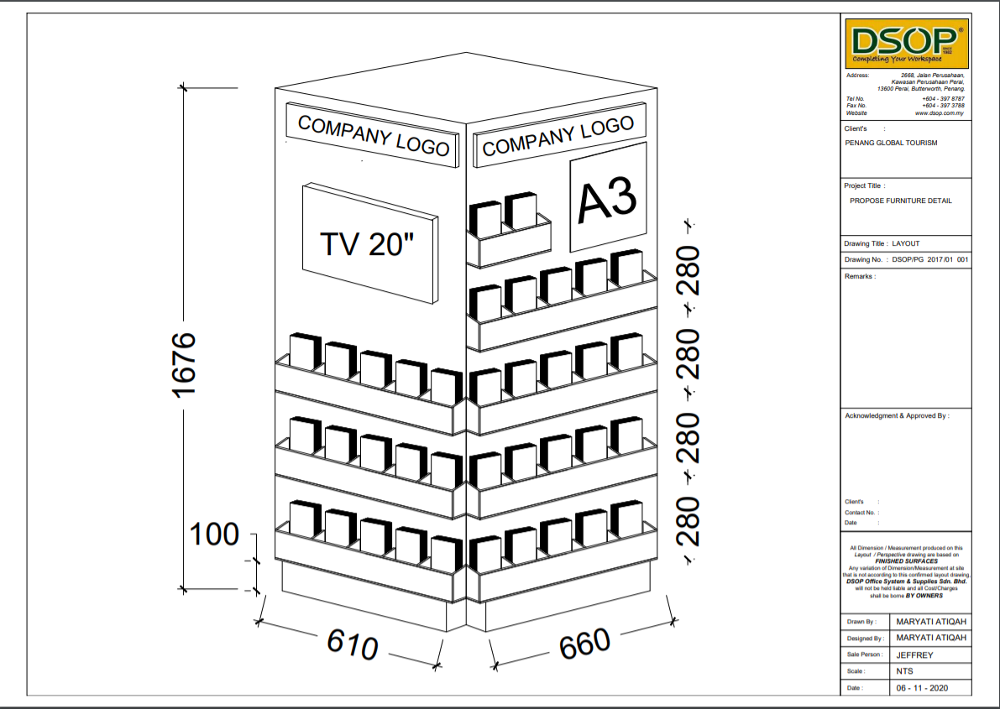 COMPANY LOGO
COMPANY LOGO
A3
TV 20"
280
280
280
280
1676
100
610
660
DSOP®
SINCE 1982
Completing Your Workspace
Address: 2668, Jalan Perusahaan,
Kawasan Perusahaan Perai,
13600 Perai, Butterworth, Penang.
Tel No. +604 - 397 8787
Fax No. +604 - 397 3788
Website www.dsop.com.my
Client's :
PENANG GLOBAL TOURISM
Project Title :
PROPOSE FURNITURE DETAIL
Drawing Title : LAYOUT
Drawing No. : DSOP/PG 2017/01 001
Remarks :
Acknowledgment & Approved By :
Client's :
Contact No. :
Date :
All Dimension / Measurement produced on this
Layout / Perspective drawing are based on
FINISHED SURFACES
Any variation of Dimension/Measurement at site
that is not according to this confirmed layout drawing,
DSOP Office System & Supplies Sdn. Bhd.
will not be held liable and all Cost/Charges
shall be borne BY OWNERS
Drawn By : MARYATI ATIQAH
Designed By : MARYATI ATIQAH
Sale Person : JEFFREY
Scale : NTS
Date : 06 - 11 - 2020